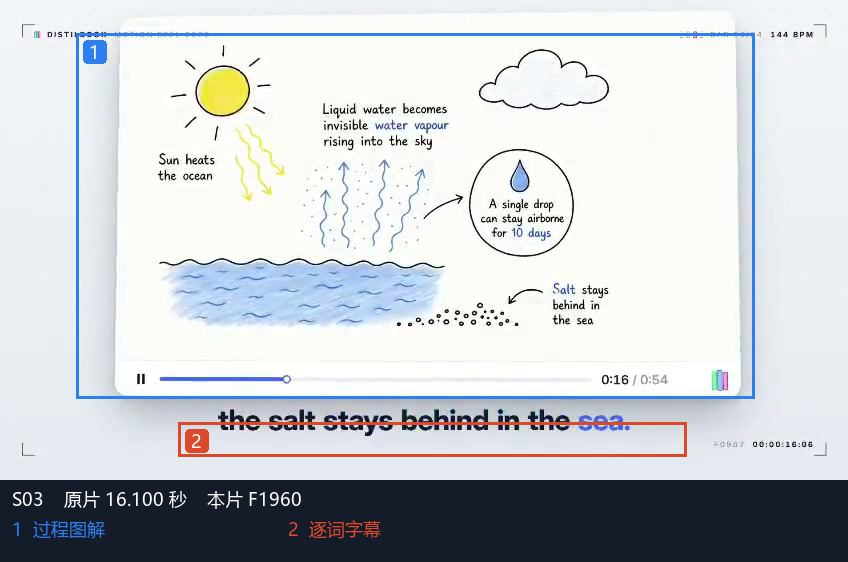 144 BPM
1
Sun heats
the ocean
Liquid water becomes
invisible water vapour
rising into the sky
A single drop
can stay airborne
for 10 days
Salt stays
behind in
the sea
0:16 / 0:54
the salt stays behind in the sea.
2
00:00:16:06
S03 原片 16.100 秒 本片 F1960
1 过程图解
2 逐词字幕